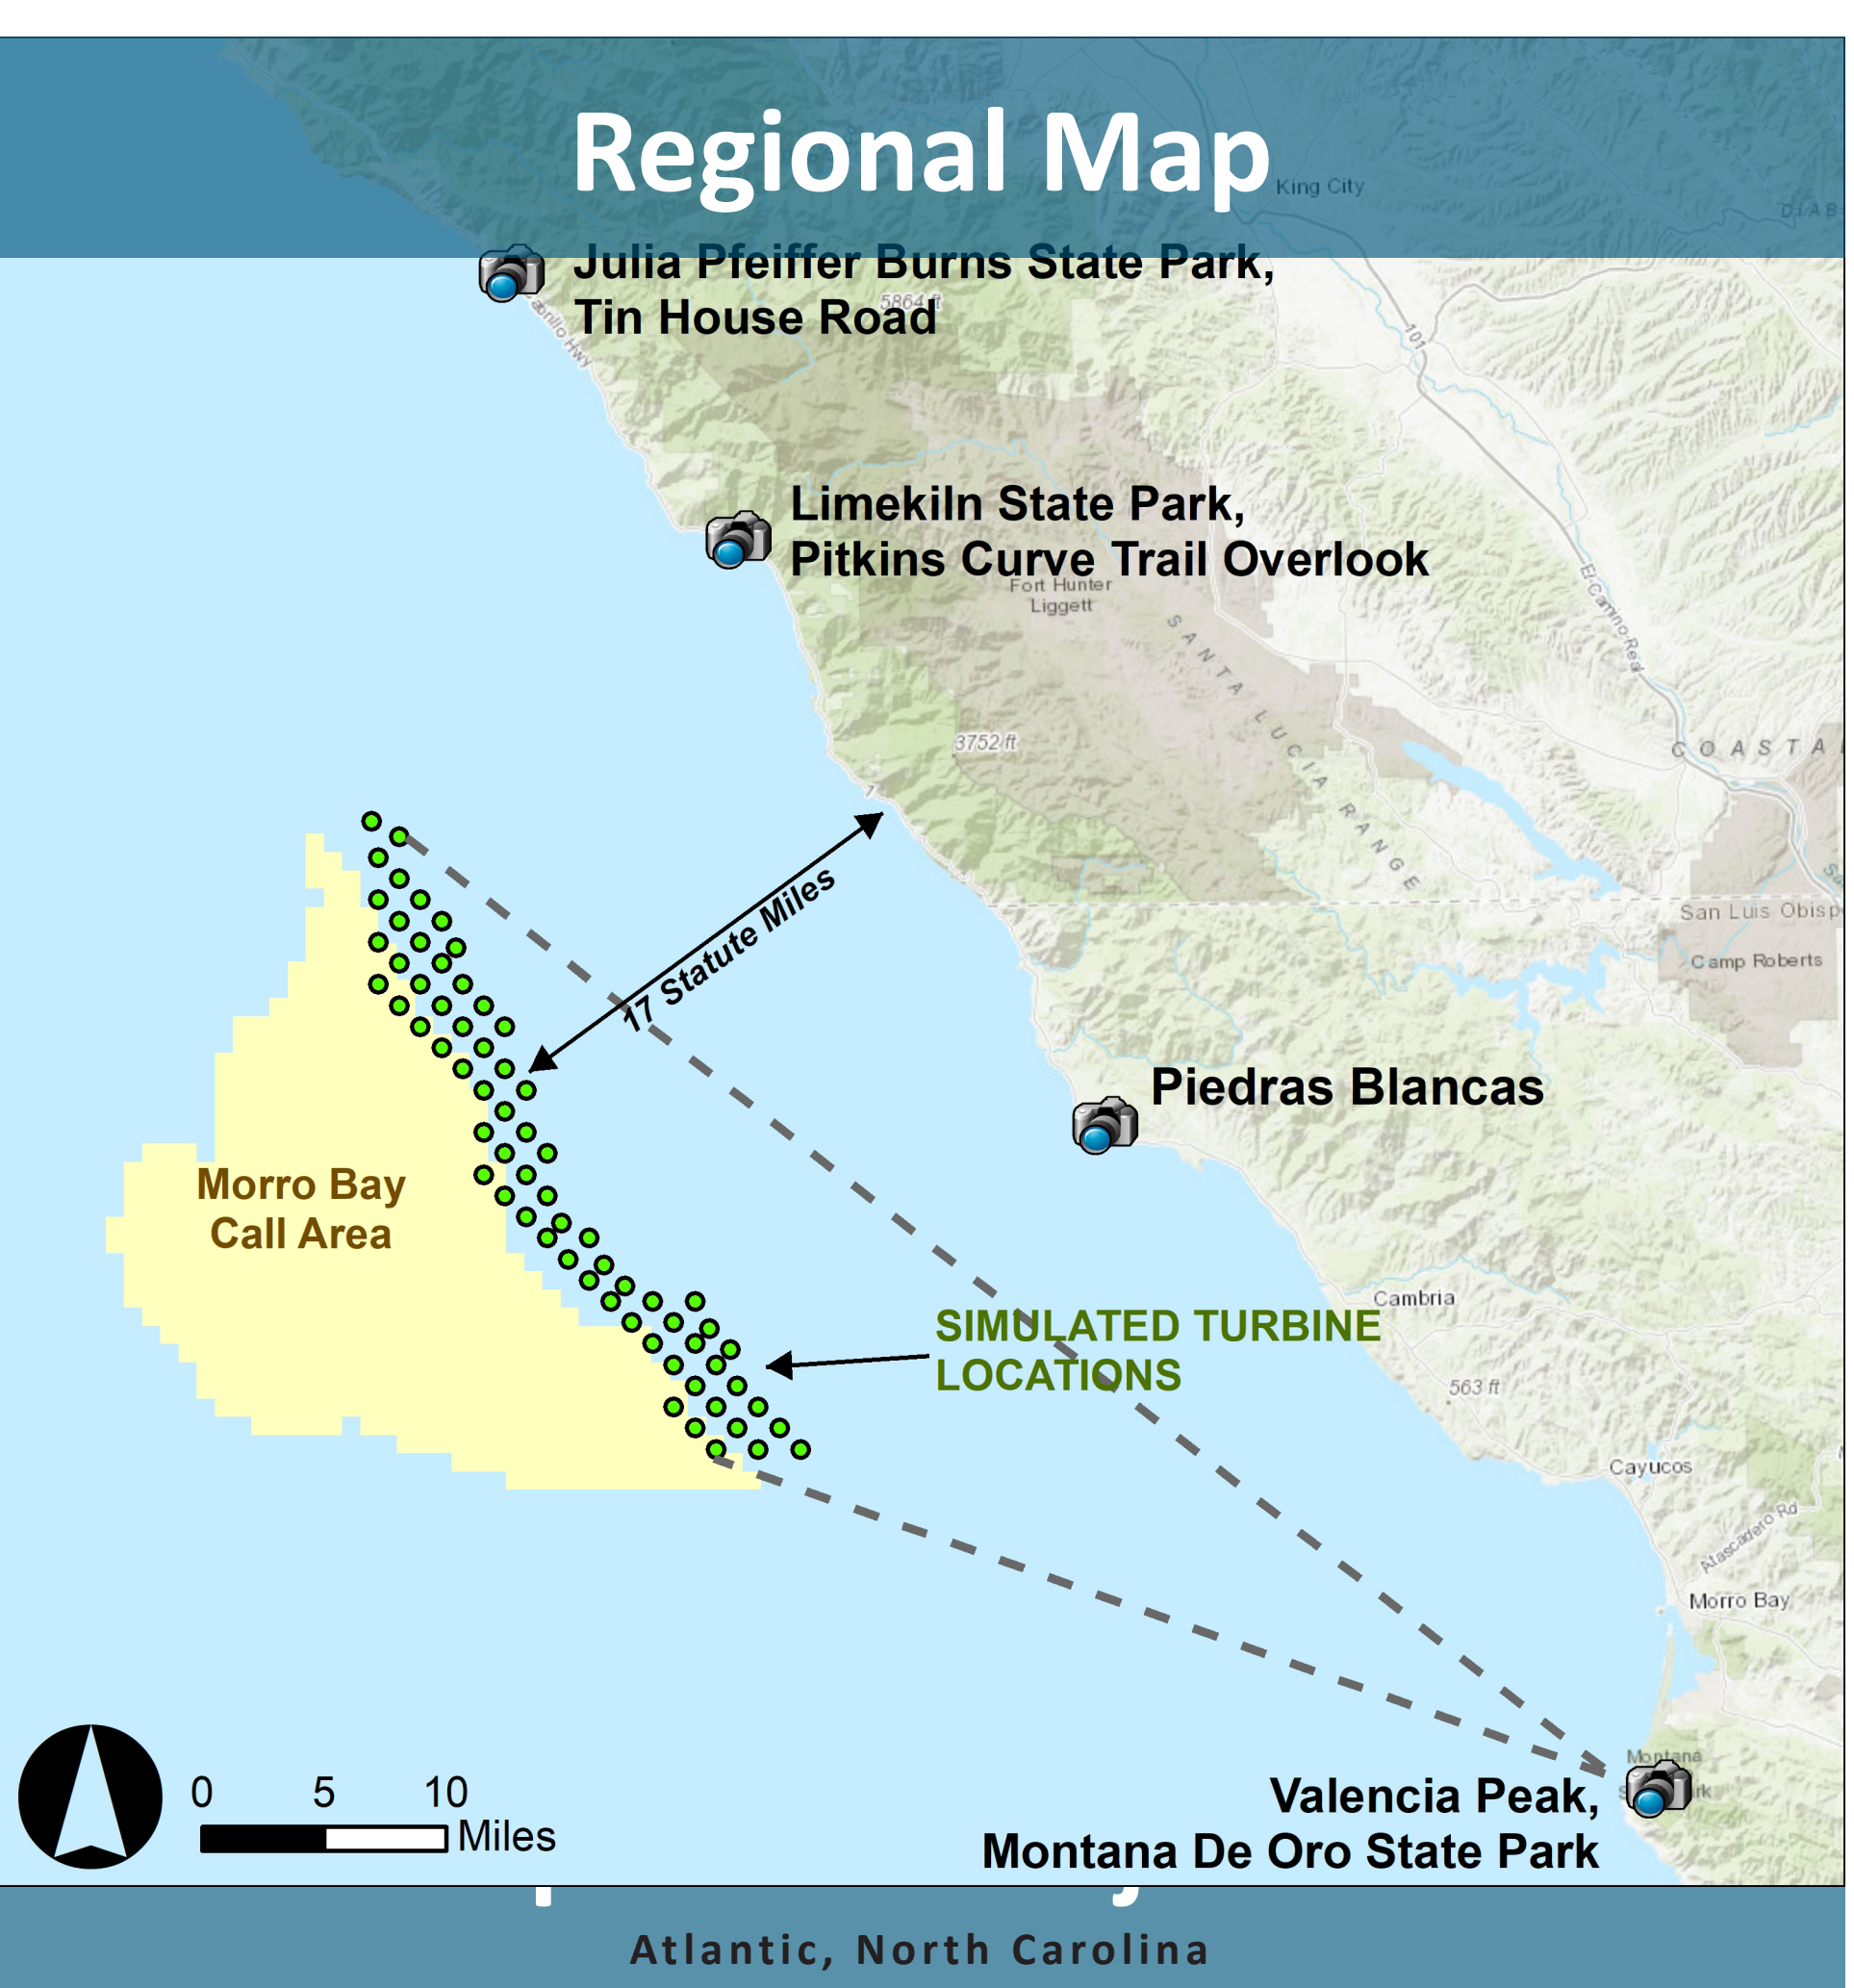 Regional Map
King City
DIAB
Julia Pfeiffer Burns State Park,
Tin House Road
5864 ft
Hwy
101
Limekiln State Park,
Pitkins Curve Trail Overlook
Fort Hunter
Liggett
El Camino Real
SANTA LUCIA RANGE
3752 ft
COASTA
1
17 Statute Miles
San Luis Obisp
Camp Roberts
Piedras Blancas
Morro Bay
Call Area
Cambria
SIMULATED TURBINE
LOCATIONS
563 ft
Cayucos
Atascadero Rd
Morro Bay
Montana
Valencia Peak,
Montana De Oro State Park
0 5 10
Miles
Atlantic, North Carolina